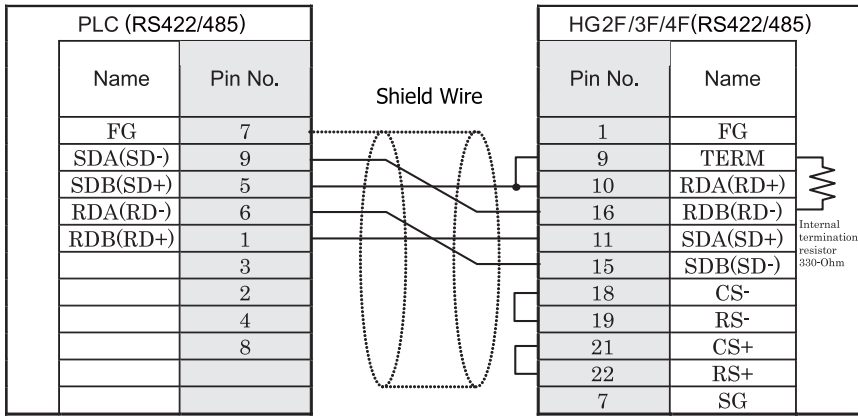 PLC (RS422/485) HG2F/3F/4F(RS422/485)
Name Pin No. Shield Wire Pin No. Name
FG 7 1 FG
SDA(SD-) 9 9 TERM
SDB(SD+) 5 10 RDA(RD+)
RDA(RD-) 6 16 RDB(RD-)
RDB(RD+) 1 11 SDA(SD+)
3 15 SDB(SD-)
2 18 CS-
4 19 RS-
8 21 CS+
22 RS+
7 SG
Internal
termination
resistor
330-Ohm